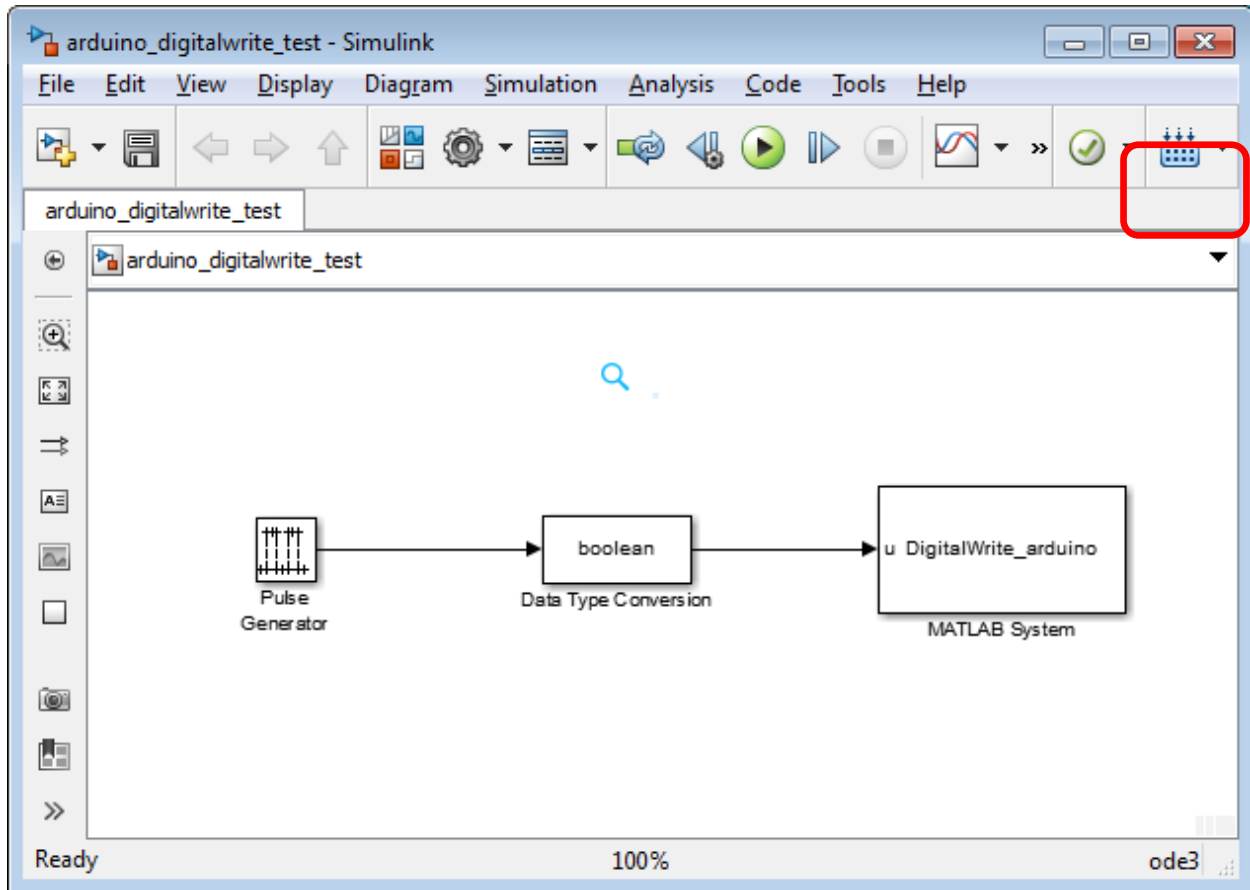 arduino_digitalwrite_test - Simulink
File Edit View Display Diagram Simulation Analysis Code Tools Help
arduino_digitalwrite_test
arduino_digitalwrite_test
boolean
u DigitalWrite_arduino
Pulse
Generator
Data Type Conversion
MATLAB System
Ready 100% ode3